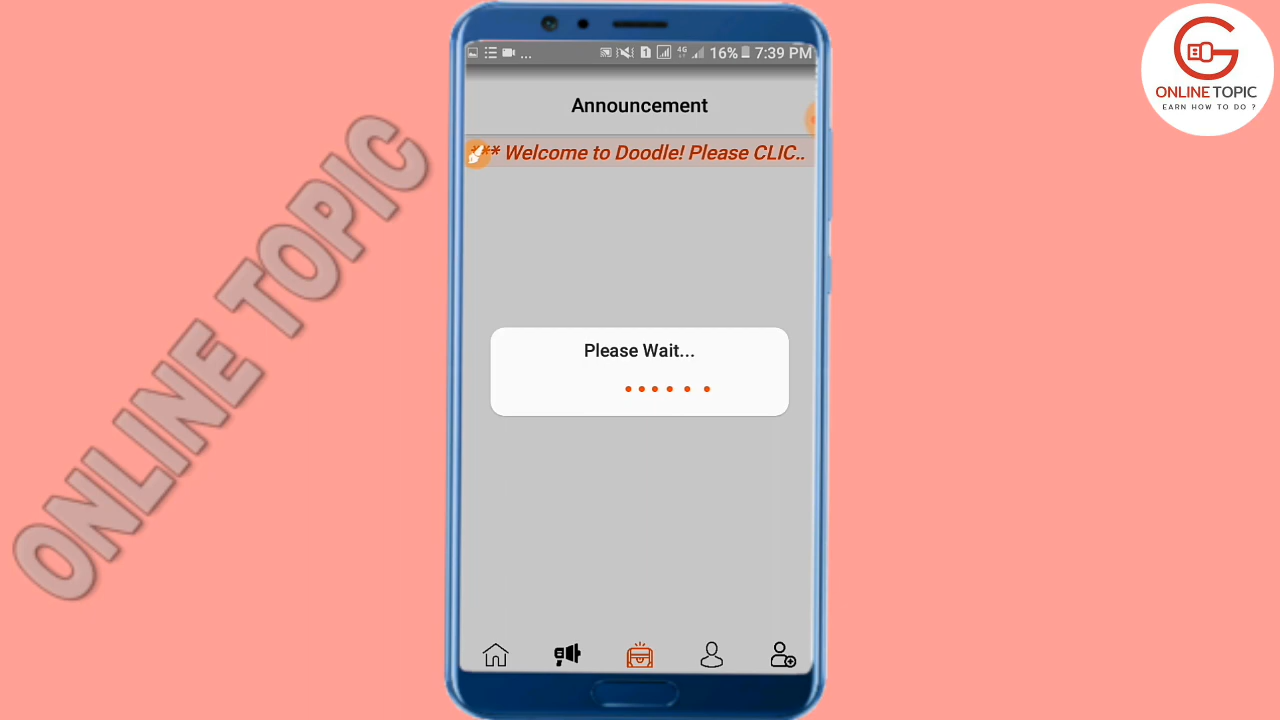 ONLINE TOPIC
EARN HOW TO DO ?
4G 16% 7:39 PM
Announcement
*** Welcome to Doodle! Please CLIC..
Please Wait...
ONLINE TOPIC